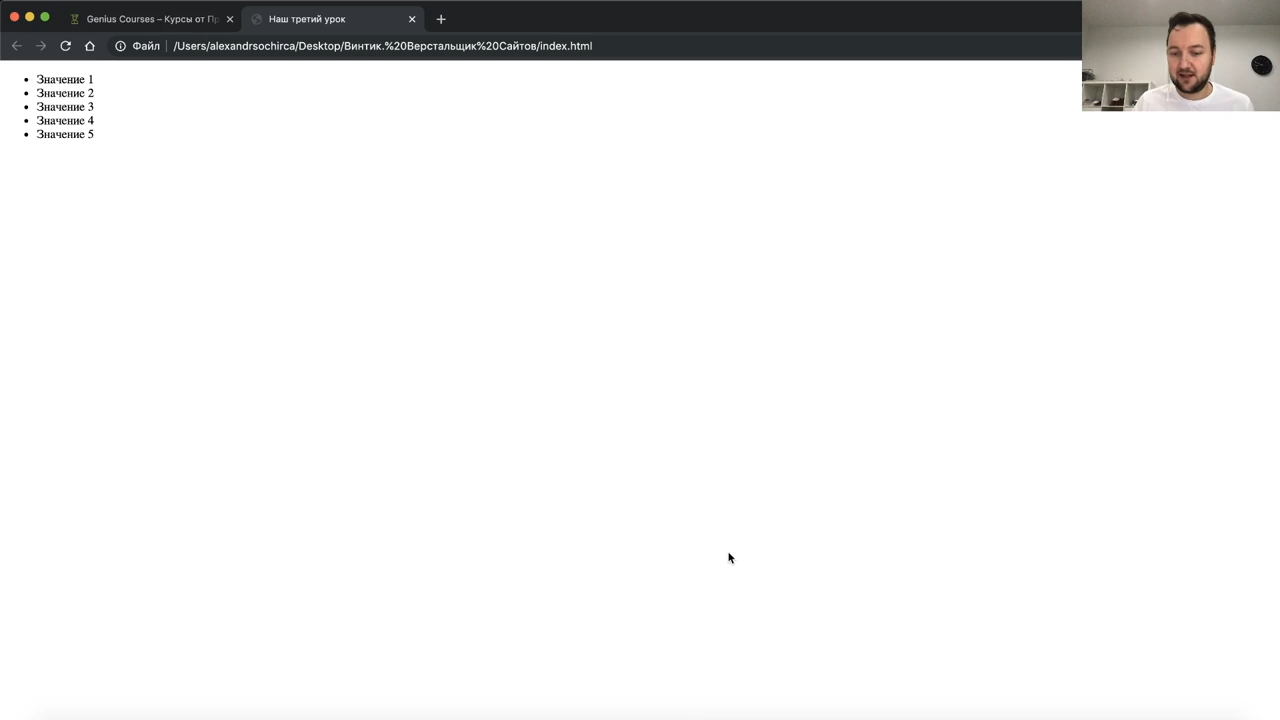 Genius Courses – Курсы от Пр
Наш третий урок
Файл
/Users/alexandrsochirca/Desktop/Винтик.%20Верстальщик%20Сайтов/index.html
Значение 1
Значение 2
Значение 3
Значение 4
Значение 5